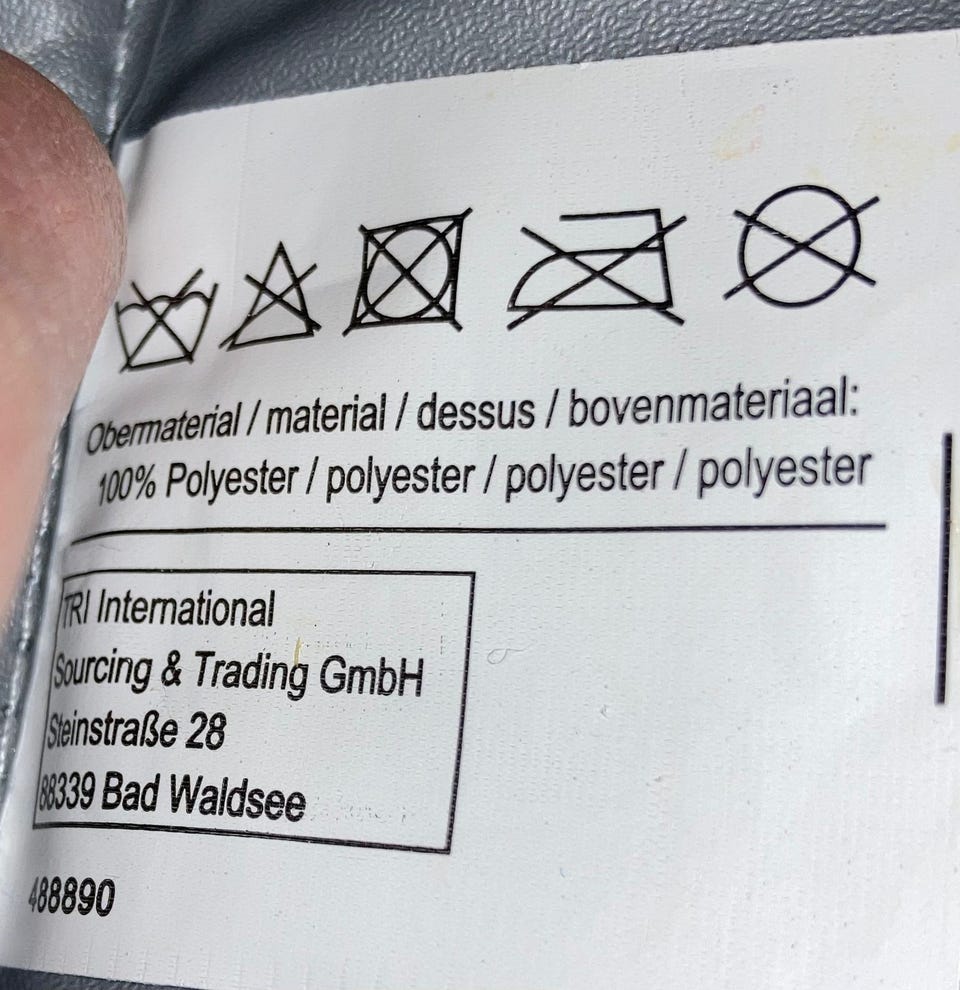 Obermaterial / material / dessus / bovenmateriaal:
100% Polyester / polyester / polyester / polyester
TRI International
Sourcing & Trading GmbH
Steinstraße 28
88339 Bad Waldsee
488890